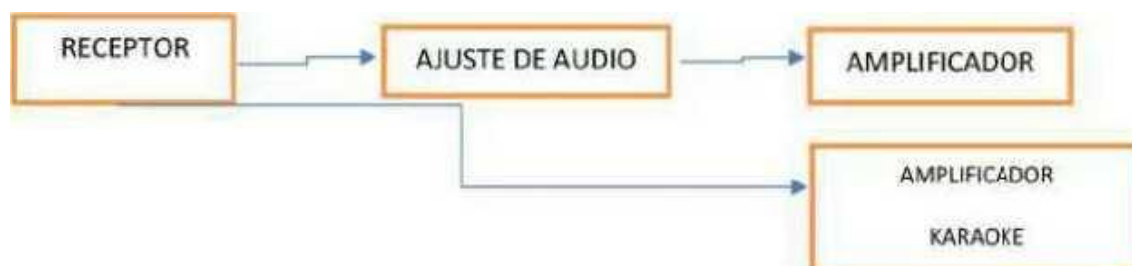 RECEPTOR
AJUSTE DE AUDIO
AMPLIFICADOR
AMPLIFICADOR
KARAOKE